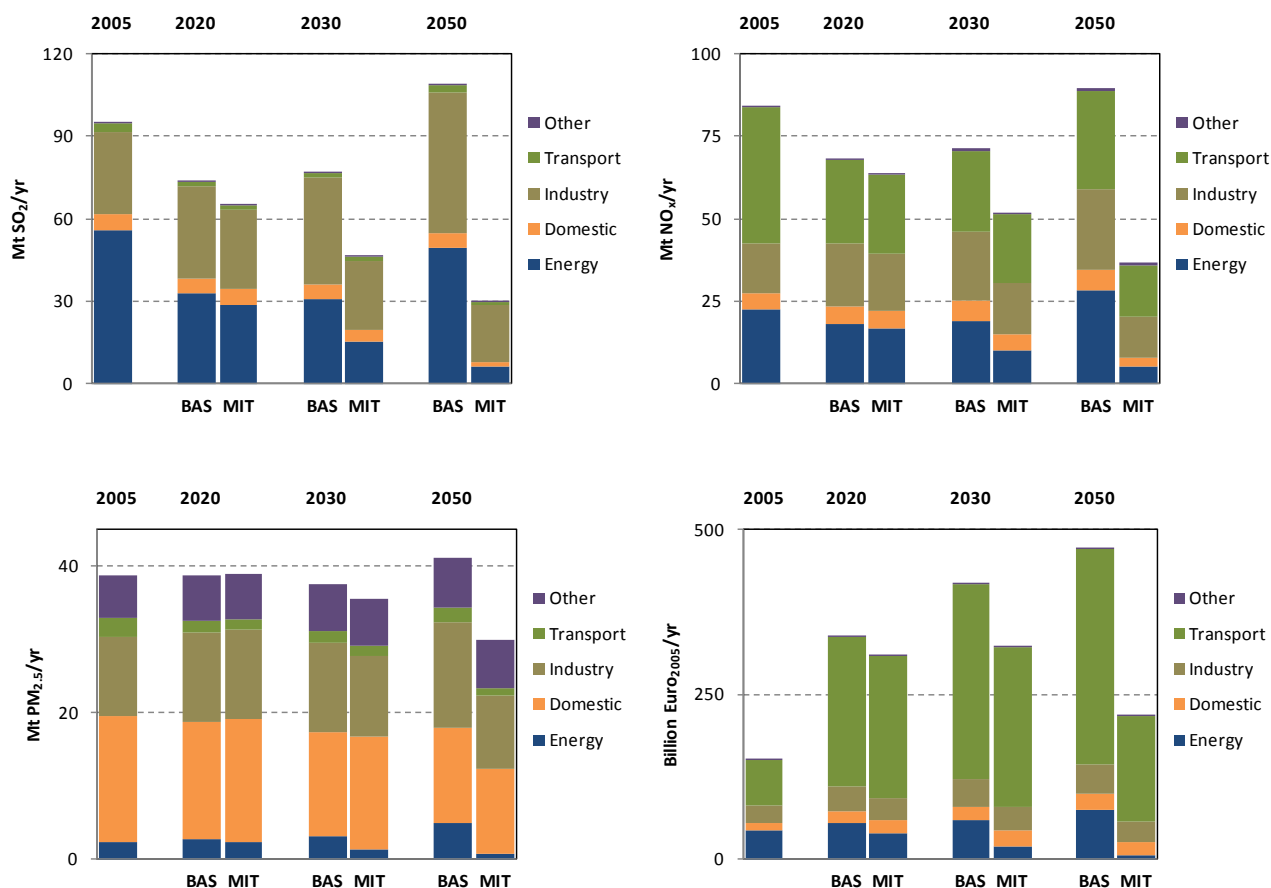 2005 2020 2030 2050
120
90
60
30
0
Mt SO2/yr
Other
Transport
Industry
Domestic
Energy
BAS MIT BAS MIT BAS MIT
2005 2020 2030 2050
100
75
50
25
0
Mt NOx/yr
Other
Transport
Industry
Domestic
Energy
BAS MIT BAS MIT BAS MIT
2005 2020 2030 2050
40
20
0
Mt PM2.5/yr
Other
Transport
Industry
Domestic
Energy
BAS MIT BAS MIT BAS MIT
2005 2020 2030 2050
500
250
0
Billion Euro2005/yr
Other
Transport
Industry
Domestic
Energy
BAS MIT BAS MIT BAS MIT